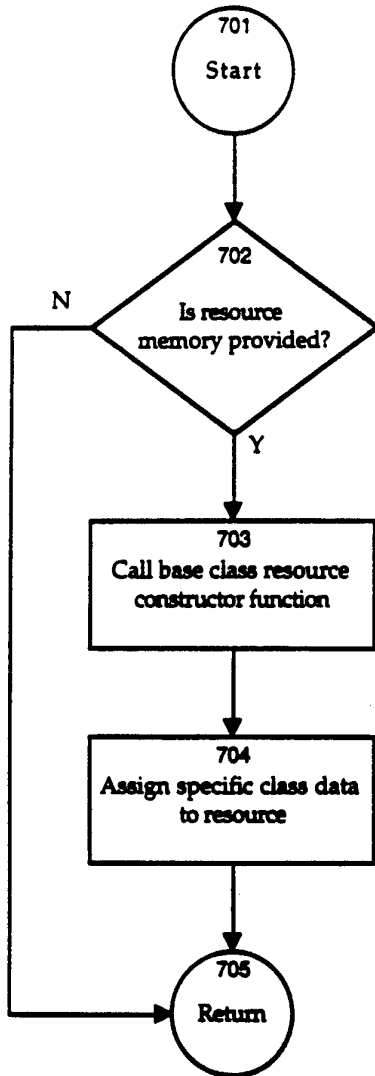 701
Start
702
Is resource
memory provided?
N
Y
703
Call base class resource
constructor function
704
Assign specific class data
to resource
705
Return